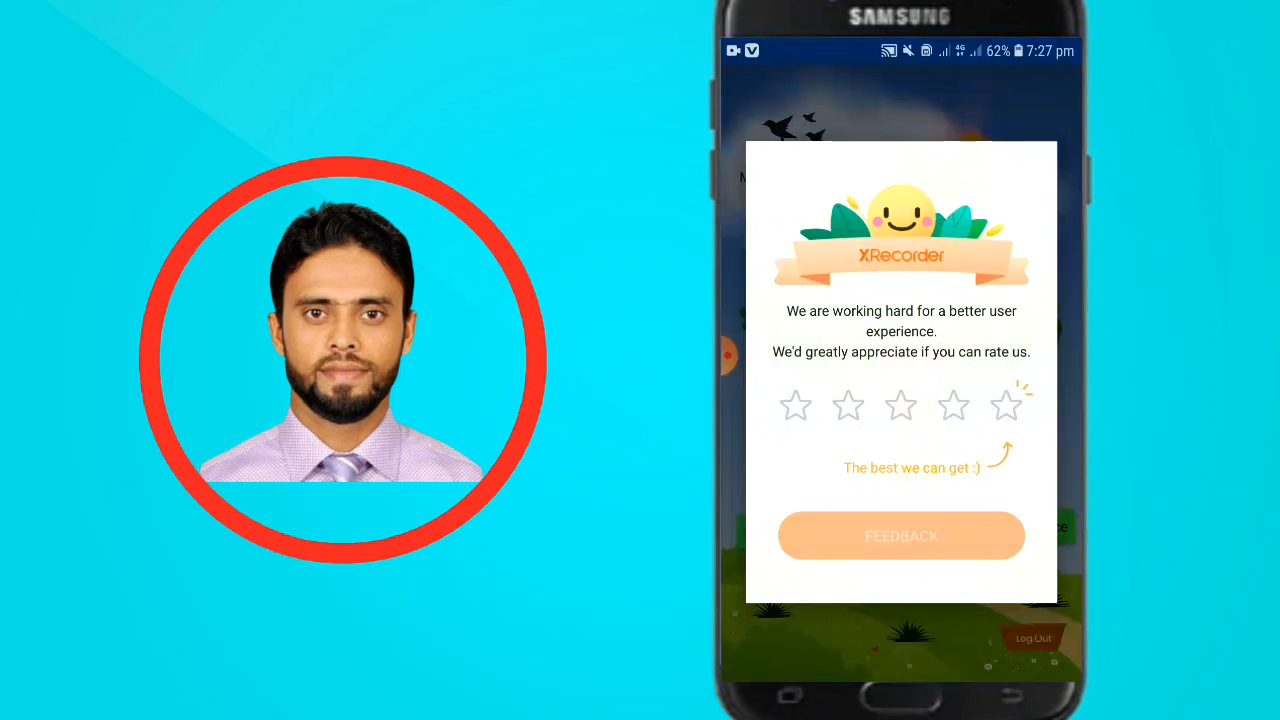 SAMSUNG
4G 62% 7:27 pm
XRecorder
We are working hard for a better user
experience.
We'd greatly appreciate if you can rate us.
The best we can get :)
FEEDBACK
Log Out